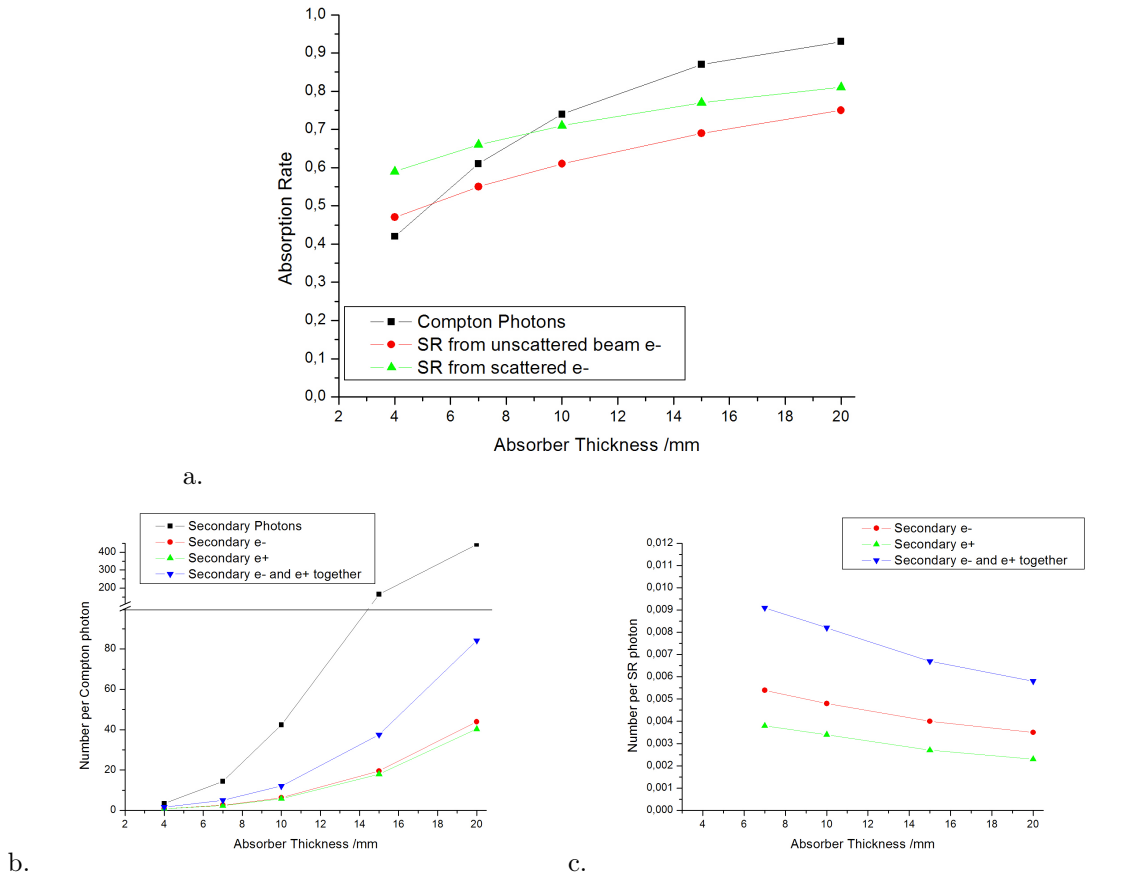 1,0
0,9
0,8
0,7
0,6
0,5
0,4
0,3
0,2
0,1
0,0
Absorption Rate
Compton Photons
SR from unscattered beam e-
SR from scattered e-
2 4 6 8 10 12 14 16 18 20
Absorber Thickness /mm
a.
Secondary Photons
Secondary e-
Secondary e+
Secondary e- and e+ together
400
300
200
80
60
40
20
0
Number per Compton photon
2 4 6 8 10 12 14 16 18 20
Absorber Thickness /mm
b.
Secondary e-
Secondary e+
Secondary e- and e+ together
0,012
0,011
0,010
0,009
0,008
0,007
0,006
0,005
0,004
0,003
0,002
0,001
0,000
Number per SR photon
4 6 8 10 12 14 16 18 20
Absorber Thickness /mm
c.